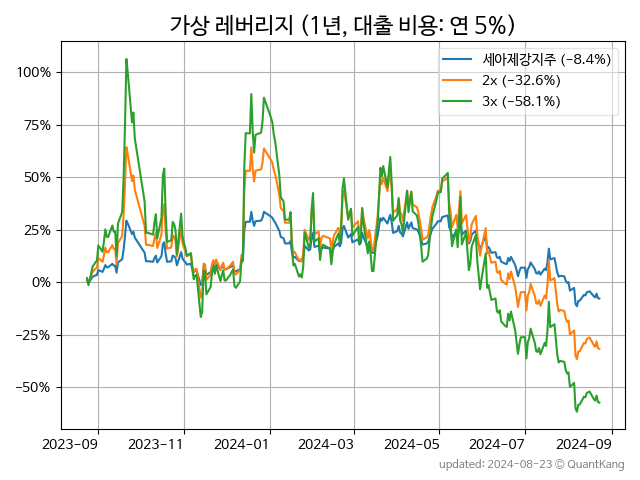 가상 레버리지 (1년, 대출 비용: 연 5%)
세아제강지주 (−8.4%)
2x (−32.6%)
3x (−58.1%)
100%
75%
50%
25%
0%
−25%
−50%
2023-09 2023-11 2024-01 2024-03 2024-05 2024-07 2024-09
updated: 2024-08-23 © QuantKang